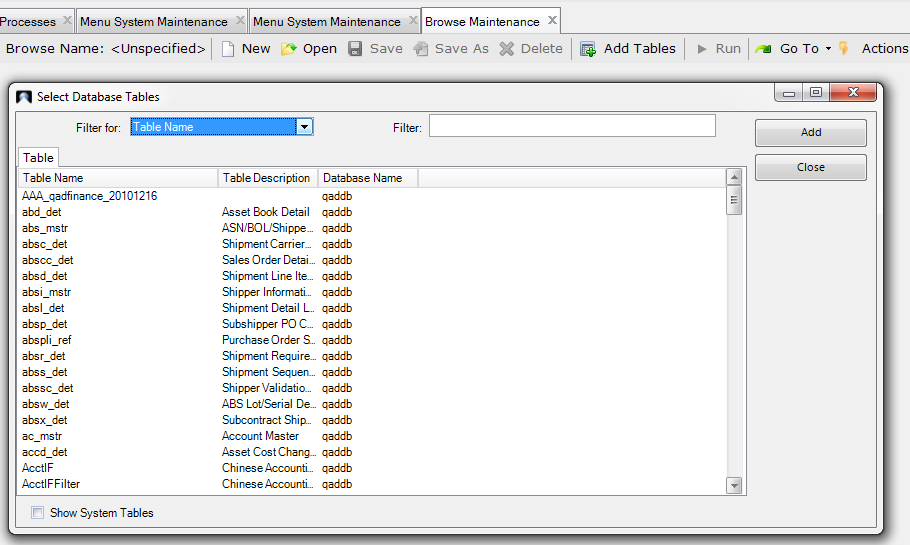 Processes Menu System Maintenance Menu System Maintenance Browse Maintenance
Browse Name: <Unspecified> New Open Save Save As Delete Add Tables Run Go To Actions
Select Database Tables
Filter for: Table Name Filter: Add
Close
Table
Table Name Table Description Database Name
AAA_qadfinance_20101216 qaddb
abd_det Asset Book Detail qaddb
abs_mstr ASN/BOL/Shippe... qaddb
absc_det Shipment Carrier... qaddb
abscc_det Sales Order Detai... qaddb
absd_det Shipment Line Ite... qaddb
absi_mstr Shipper Informati... qaddb
absl_det Shipment Detail L... qaddb
absp_det Subshipper PO C... qaddb
abspli_ref Purchase Order S... qaddb
absr_det Shipment Require... qaddb
abss_det Shipment Sequen... qaddb
abssc_det Shipper Validatio... qaddb
absw_det ABS Lot/Serial De... qaddb
absx_det Subcontract Ship... qaddb
ac_mstr Account Master qaddb
accd_det Asset Cost Chang... qaddb
AcctIF Chinese Accounti... qaddb
AcctIFFilter Chinese Accounti... qaddb
Show System Tables